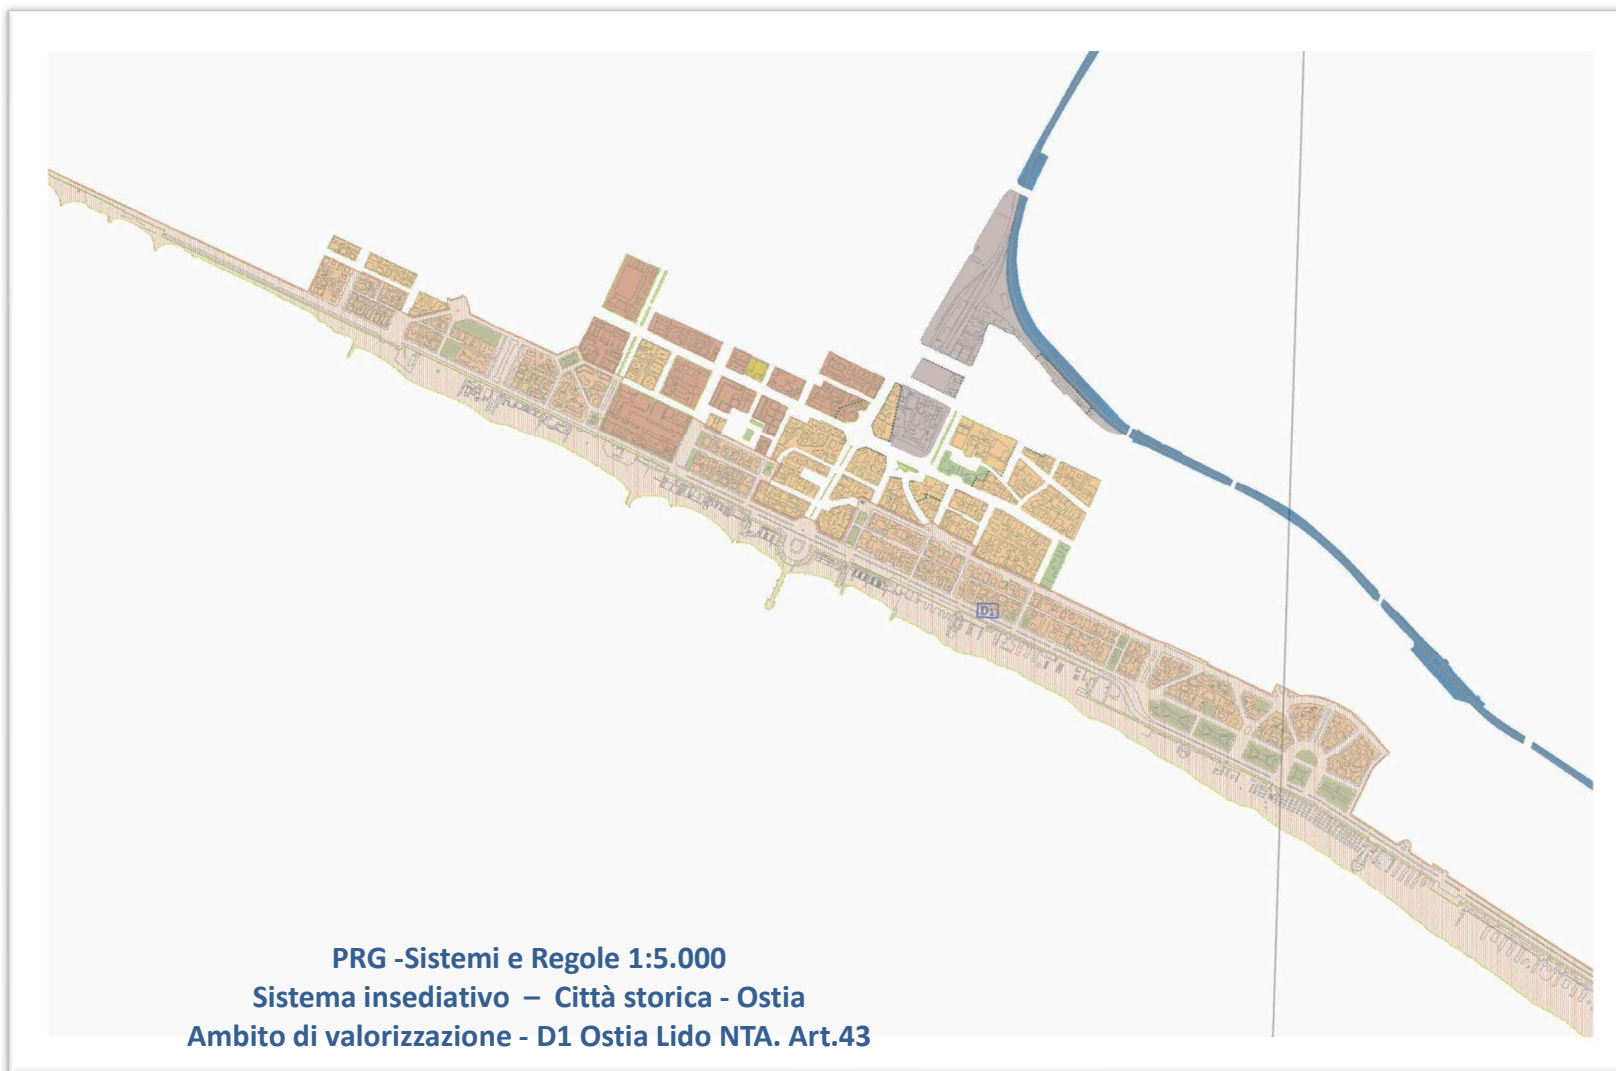 D1
PRG -Sistemi e Regole 1:5.000
Sistema insediativo – Città storica - Ostia
Ambito di valorizzazione - D1 Ostia Lido NTA. Art.43